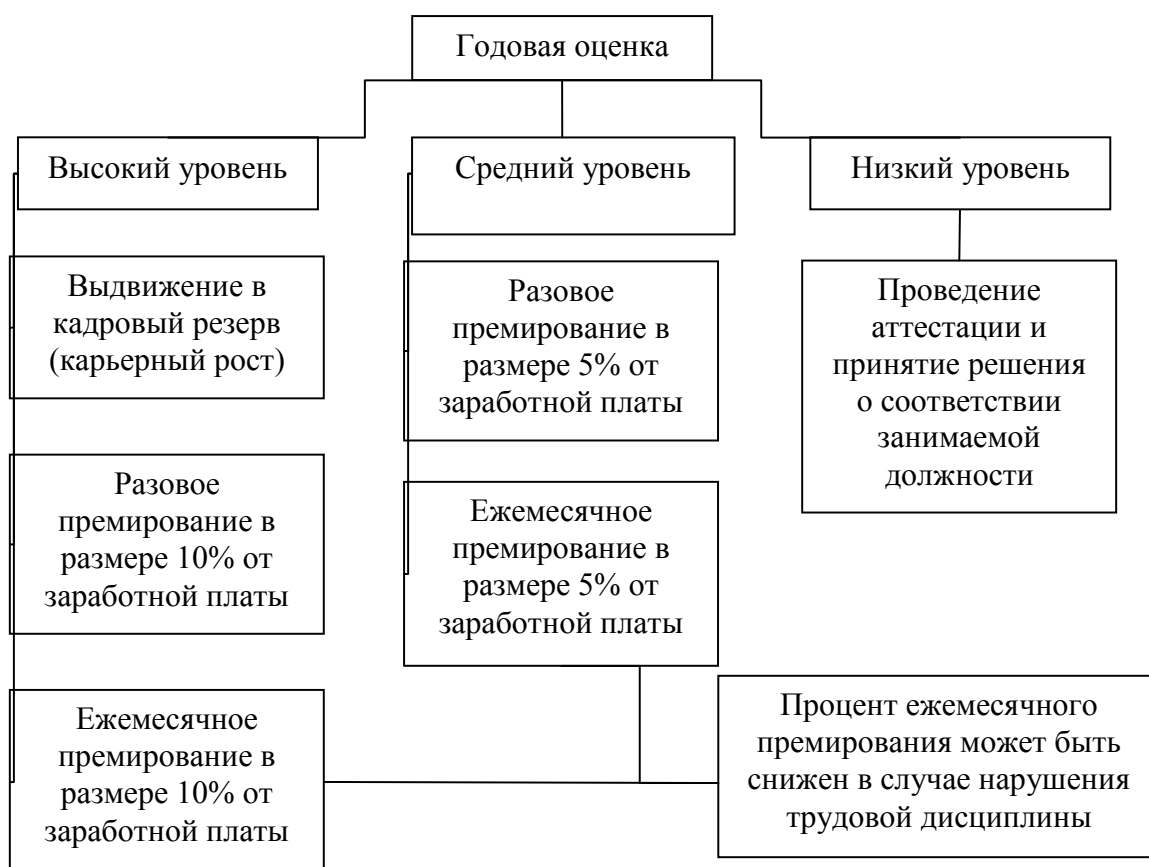 Годовая оценка
Высокий уровень
Средний уровень
Низкий уровень
Выдвижение в
кадровый резерв
(карьерный рост)
Разовое
премирование в
размере 5% от
заработной платы
Проведение
аттестации и
принятие решения
о соответствии
занимаемой
должности
Разовое
премирование в
размере 10% от
заработной платы
Ежемесячное
премирование в
размере 5% от
заработной платы
Ежемесячное
премирование в
размере 10% от
заработной платы
Процент ежемесячного
премирования может быть
снижен в случае нарушения
трудовой дисциплины